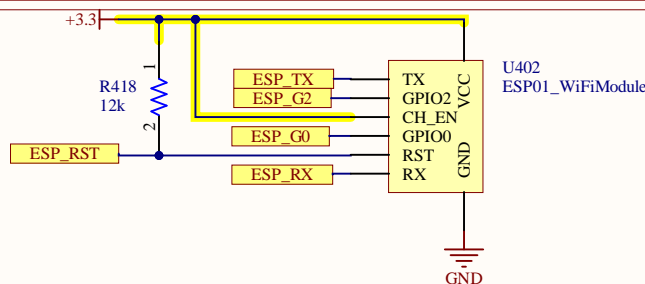 +3.3
1
R418
12k
2
ESP_RST
ESP_TX
ESP_G2
ESP_G0
ESP_RX
TX
GPIO2
CH_EN
GPIO0
RST
RX
VCC
GND
U402
ESP01_WiFiModule
GND